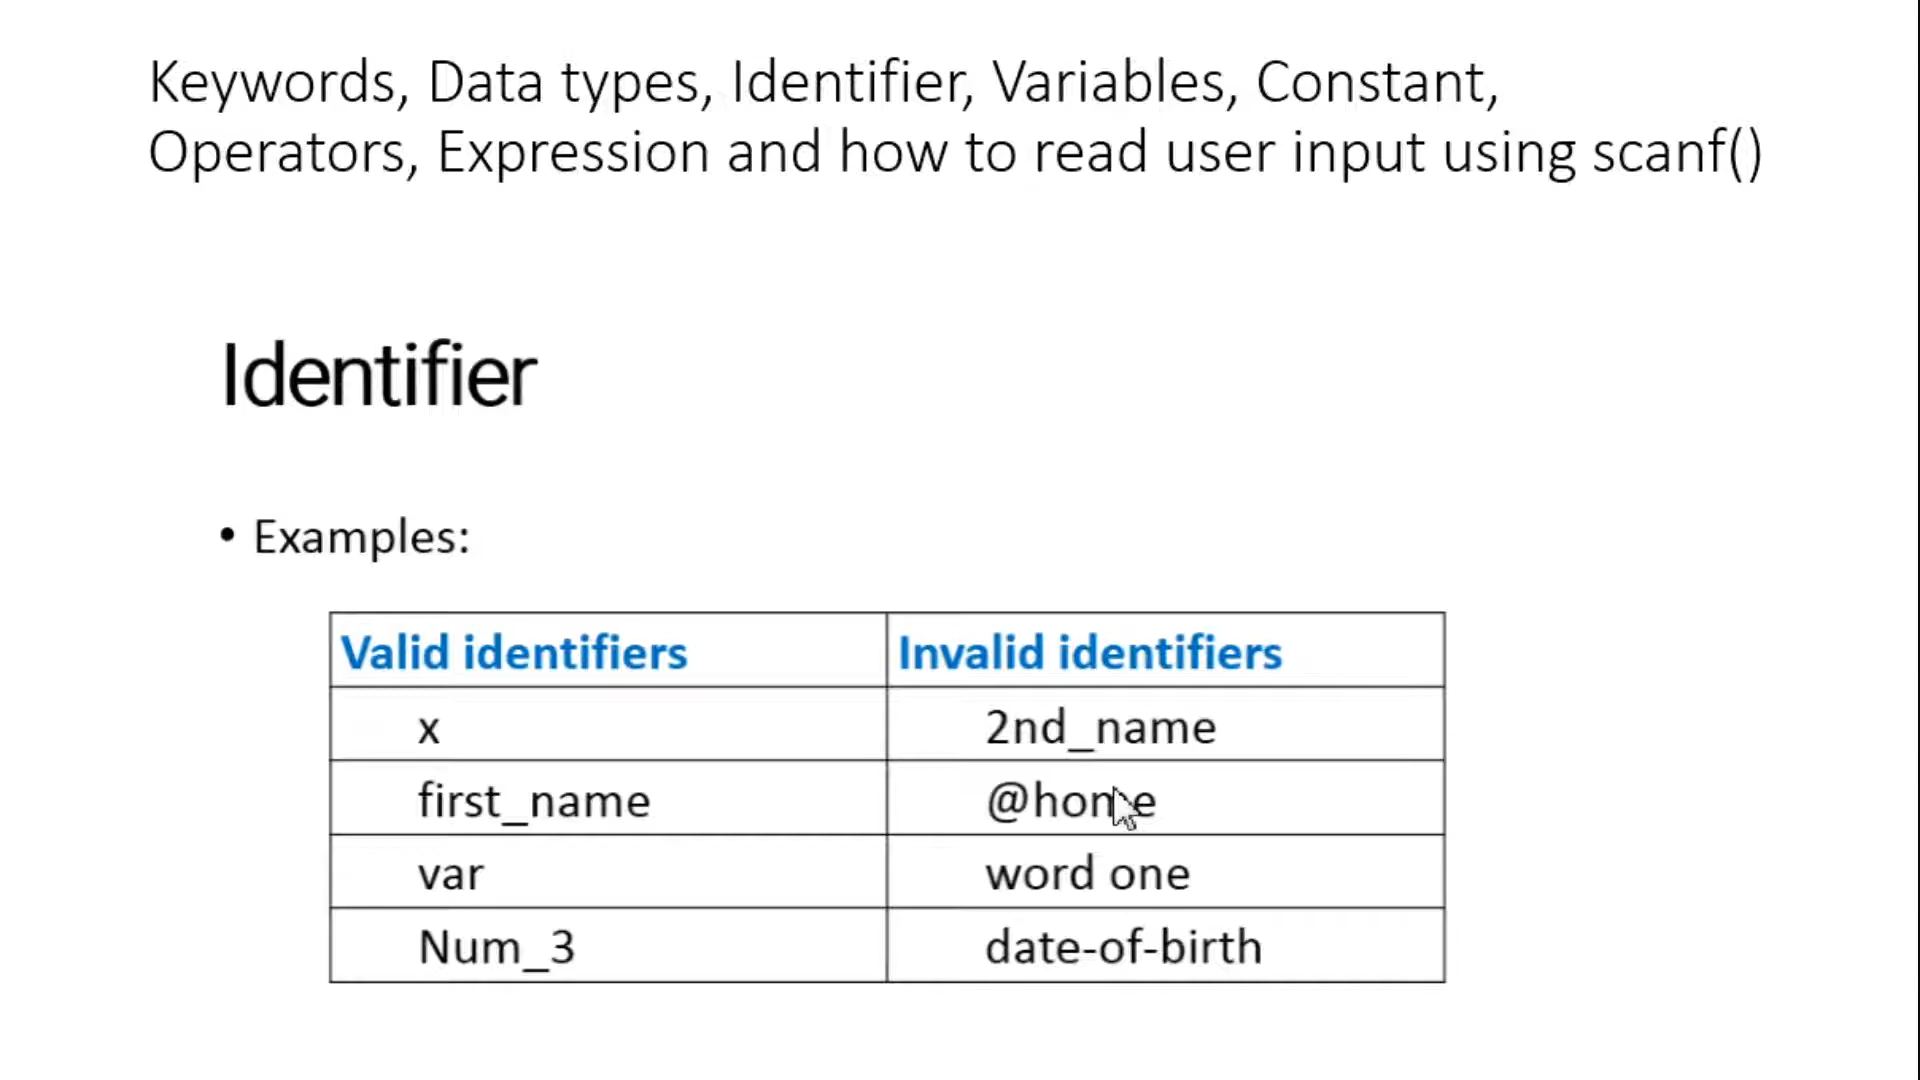 Keywords, Data types, Identifier, Variables, Constant,
Operators, Expression and how to read user input using scanf()
Identifier
• Examples:
Valid identifiers Invalid identifiers
x 2nd_name
first_name @home
var word one
Num_3 date-of-birth